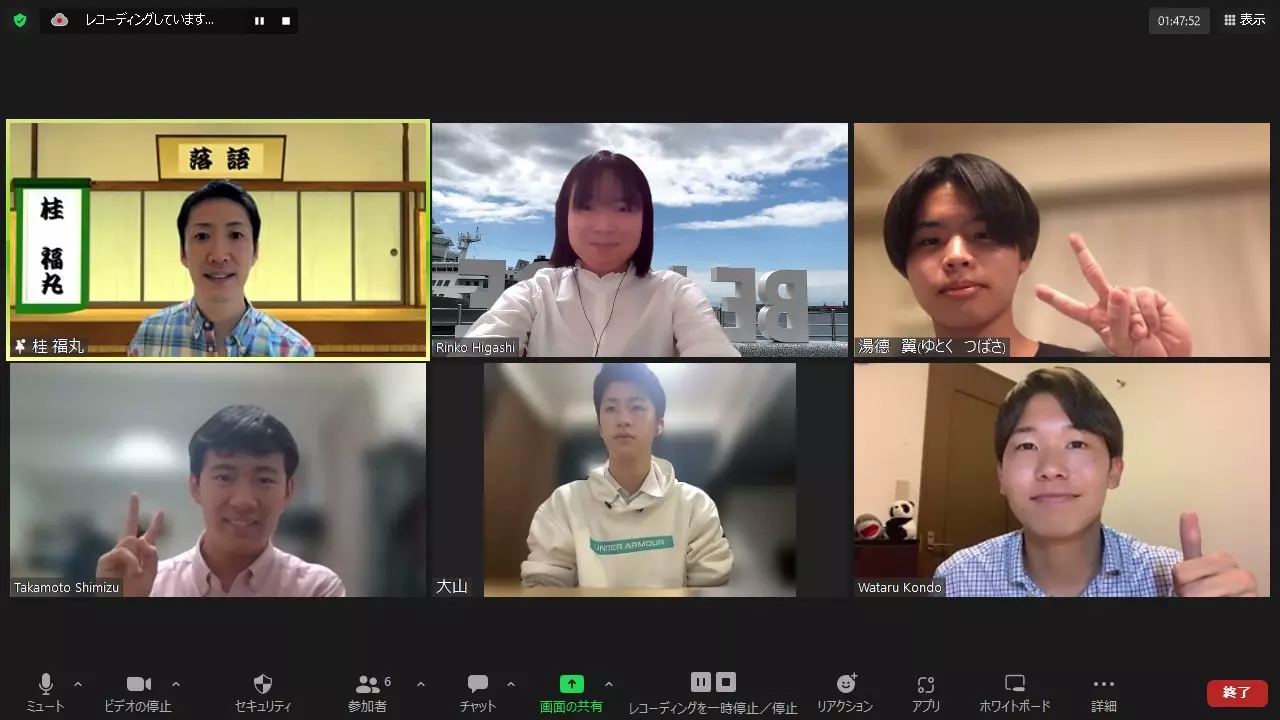 レコーディングしています...
01:47:52
表示
落語
桂
福丸
桂 福丸
Rinko Higashi
BE
湯徳 翼(ゆとく つばさ)
Takamoto Shimizu
UNDER ARMOUR
大山
Wataru Kondo
ミュート
ビデオの停止
セキュリティ
6
参加者
チャット
画面の共有
レコーディングを一時停止／停止
リアクション
アプリ
ホワイトボード
詳細
終了